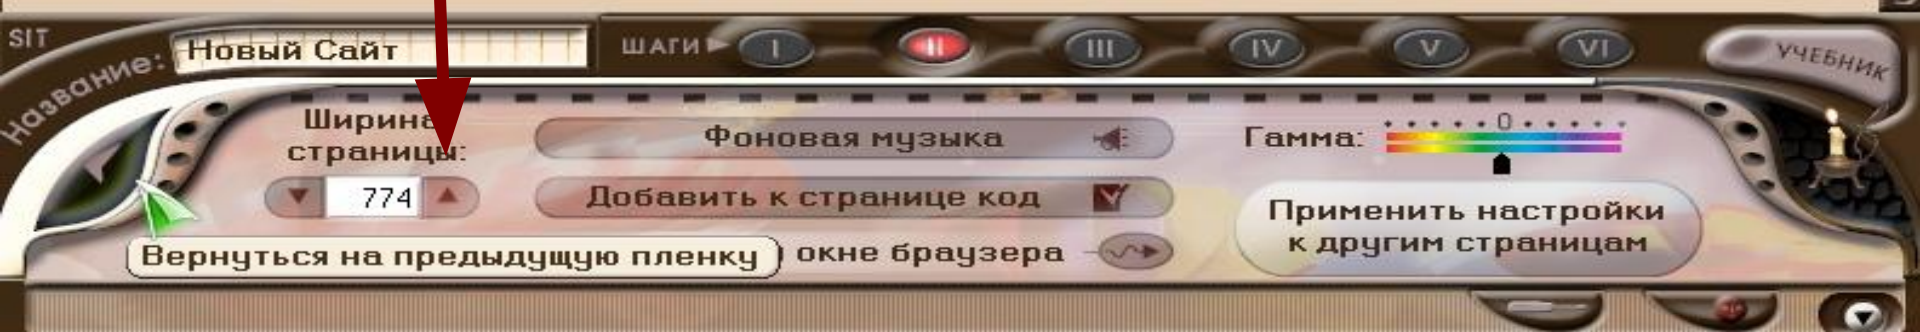 SIT
Название:
Новый Сайт
ШАГИ
I
II
III
IV
V
VI
УЧЕБНИК
Ширина
страницы:
774
Фоновая музыка
Добавить к странице код
Вернуться на предыдущую пленку
окне браузера
Гамма:
0
Применить настройки
к другим страницам